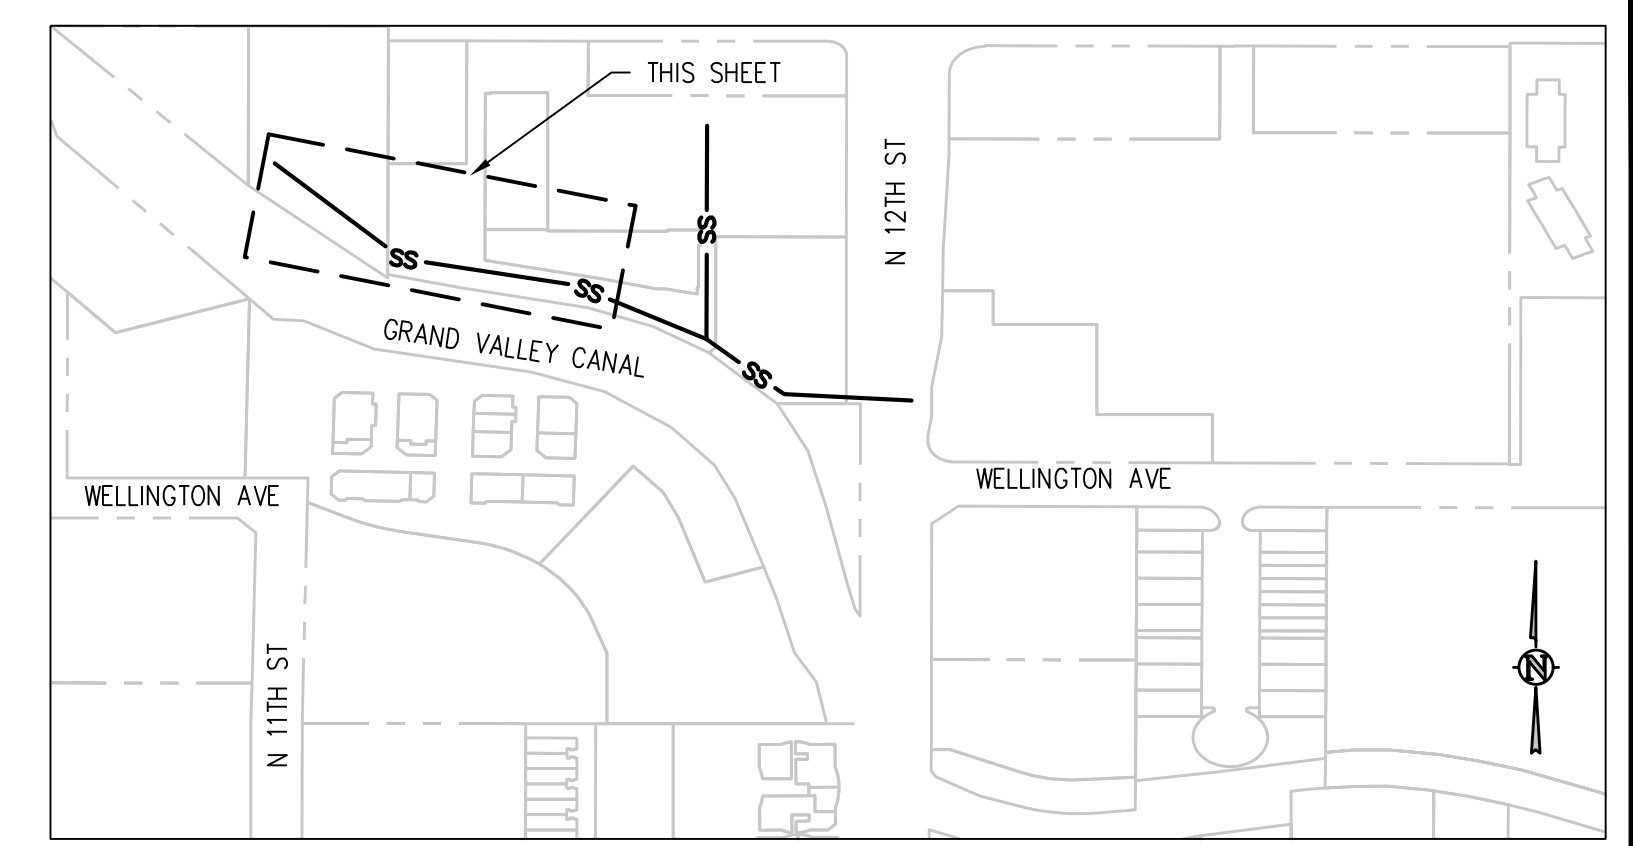 THIS SHEET
N 12TH ST
SS
SS
SS
SS
GRAND VALLEY CANAL
WELLINGTON AVE
WELLINGTON AVE
N 11TH ST
N